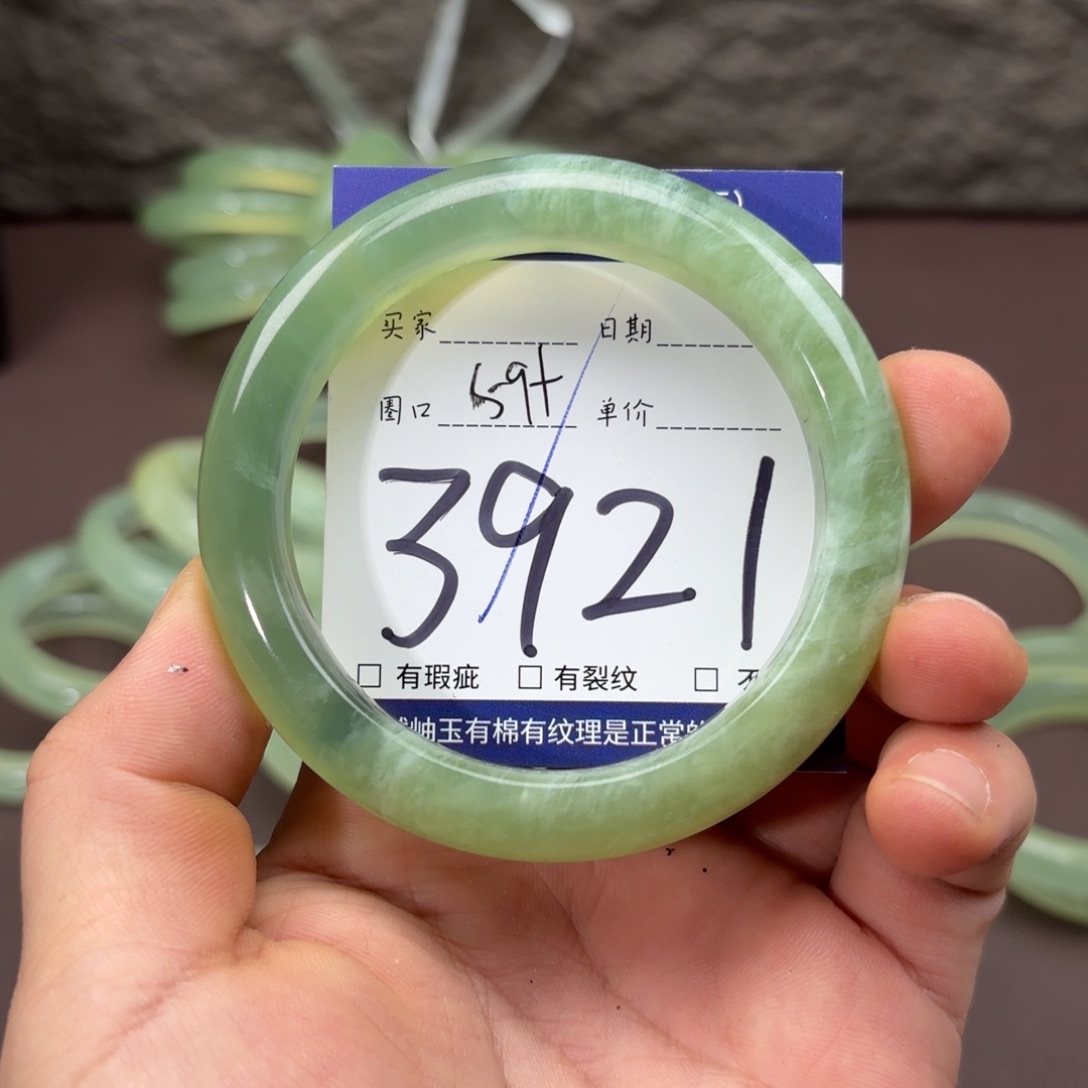 买家 日期
圈口 59+ 单价
3921
□ 有瑕疵 □ 有裂纹 □
岫玉有棉有纹理是正常